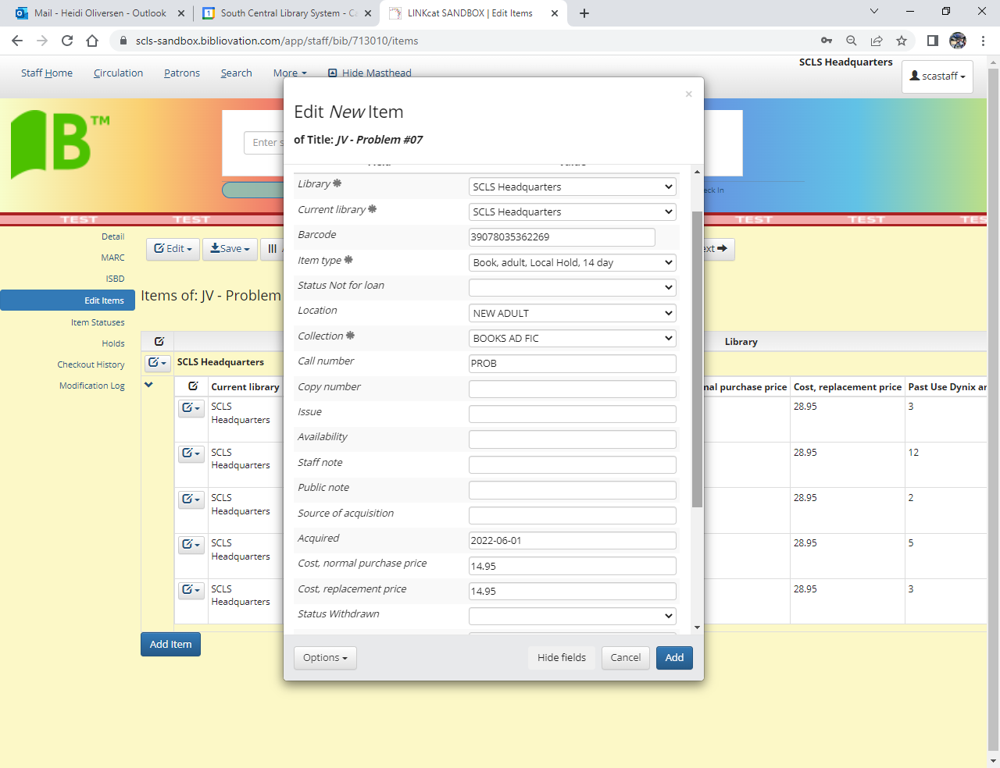 Mail - Heidi Oliversen - Outlook
South Central Library System - Ca
LINKcat SANDBOX | Edit Items
scls-sandbox.bibliovation.com/app/staff/bib/713010/items
Staff Home Circulation Patrons Search More Hide Masthead
SCLS Headquarters
scastaff
B™
Enter s
eck In
TEST TEST TEST TEST TES
Detail
MARC
ISBD
Edit Items
Item Statuses
Holds
Checkout History
Modification Log
Edit Save
ext
Items of: JV - Problem
Library
SCLS Headquarters
Current library nal purchase price Cost, replacement price Past Use Dynix an
SCLS Headquarters 28.95 3
SCLS Headquarters 28.95 12
SCLS Headquarters 28.95 2
SCLS Headquarters 28.95 5
SCLS Headquarters 28.95 3
Add Item
Edit New Item
of Title: JV - Problem #07
Library SCLS Headquarters
Current library SCLS Headquarters
Barcode 39078035362269
Item type Book, adult, Local Hold, 14 day
Status Not for loan
Location NEW ADULT
Collection BOOKS AD FIC
Call number PROB
Copy number
Issue
Availability
Staff note
Public note
Source of acquisition
Acquired 2022-06-01
Cost, normal purchase price 14.95
Cost, replacement price 14.95
Status Withdrawn
Options Hide fields Cancel Add